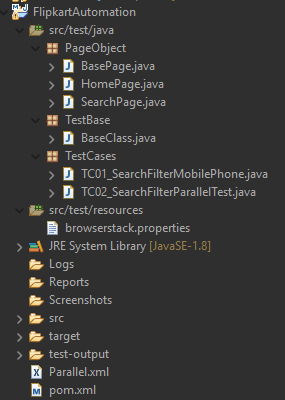 FlipkartAutomation
src/test/java
PageObject
BasePage.java
HomePage.java
SearchPage.java
TestBase
BaseClass.java
TestCases
TC01_SearchFilterMobilePhone.java
TC02_SearchFilterParallelTest.java
src/test/resources
browserstack.properties
JRE System Library [JavaSE-1.8]
Logs
Reports
Screenshots
src
target
test-output
Parallel.xml
pom.xml